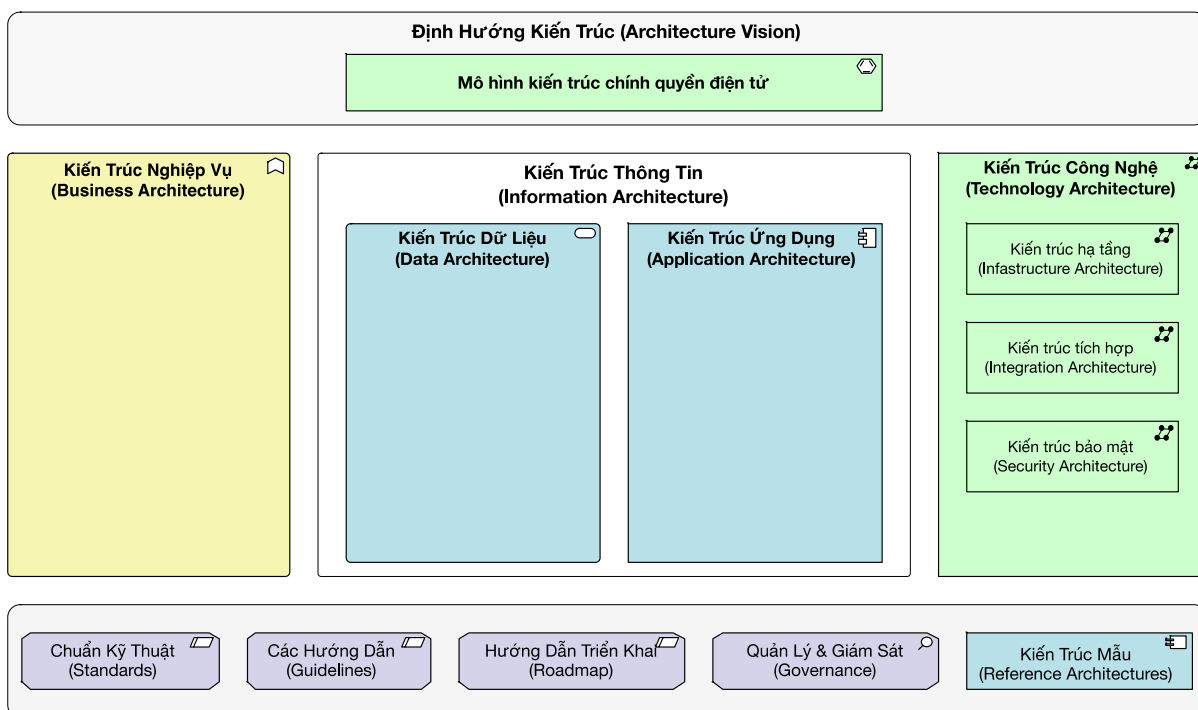 Định Hướng Kiến Trúc (Architecture Vision)
Mô hình kiến trúc chính quyền điện tử
Kiến Trúc Nghiệp Vụ
(Business Architecture)
Kiến Trúc Thông Tin
(Information Architecture)
Kiến Trúc Dữ Liệu
(Data Architecture)
Kiến Trúc Ứng Dụng
(Application Architecture)
Kiến Trúc Công Nghệ
(Technology Architecture)
Kiến trúc hạ tầng
(Infastructure Architecture)
Kiến trúc tích hợp
(Integration Architecture)
Kiến trúc bảo mật
(Security Architecture)
Chuẩn Kỹ Thuật
(Standards)
Các Hướng Dẫn
(Guidelines)
Hướng Dẫn Triển Khai
(Roadmap)
Quản Lý & Giám Sát
(Governance)
Kiến Trúc Mẫu
(Reference Architectures)